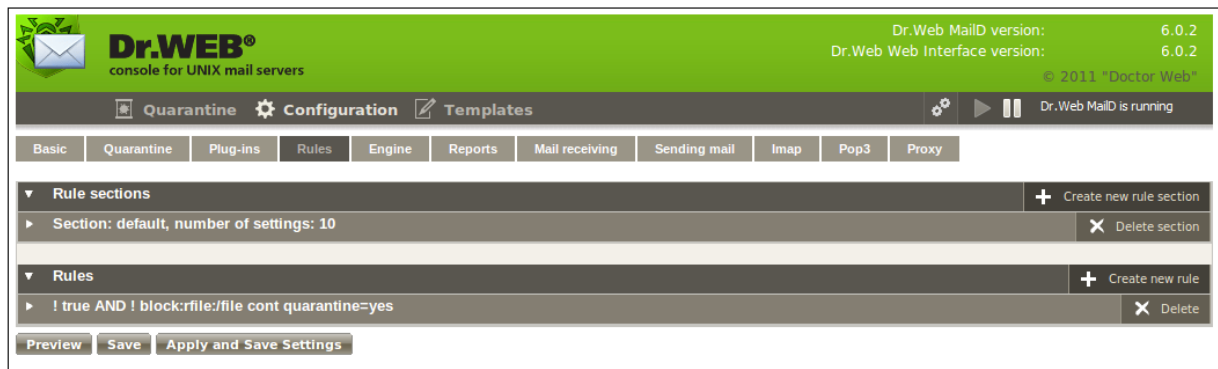 Dr.WEB®
console for UNIX mail servers
Dr.Web MailD version: 6.0.2
Dr.Web Web Interface version: 6.0.2
© 2011 "Doctor Web"
Quarantine Configuration Templates Dr.Web MailD is running
Basic Quarantine Plug-ins Rules Engine Reports Mail receiving Sending mail Imap Pop3 Proxy
Rule sections Create new rule section
Section: default, number of settings: 10 Delete section
Rules Create new rule
! true AND ! block:rfile:/file cont quarantine=yes Delete
Preview Save Apply and Save Settings